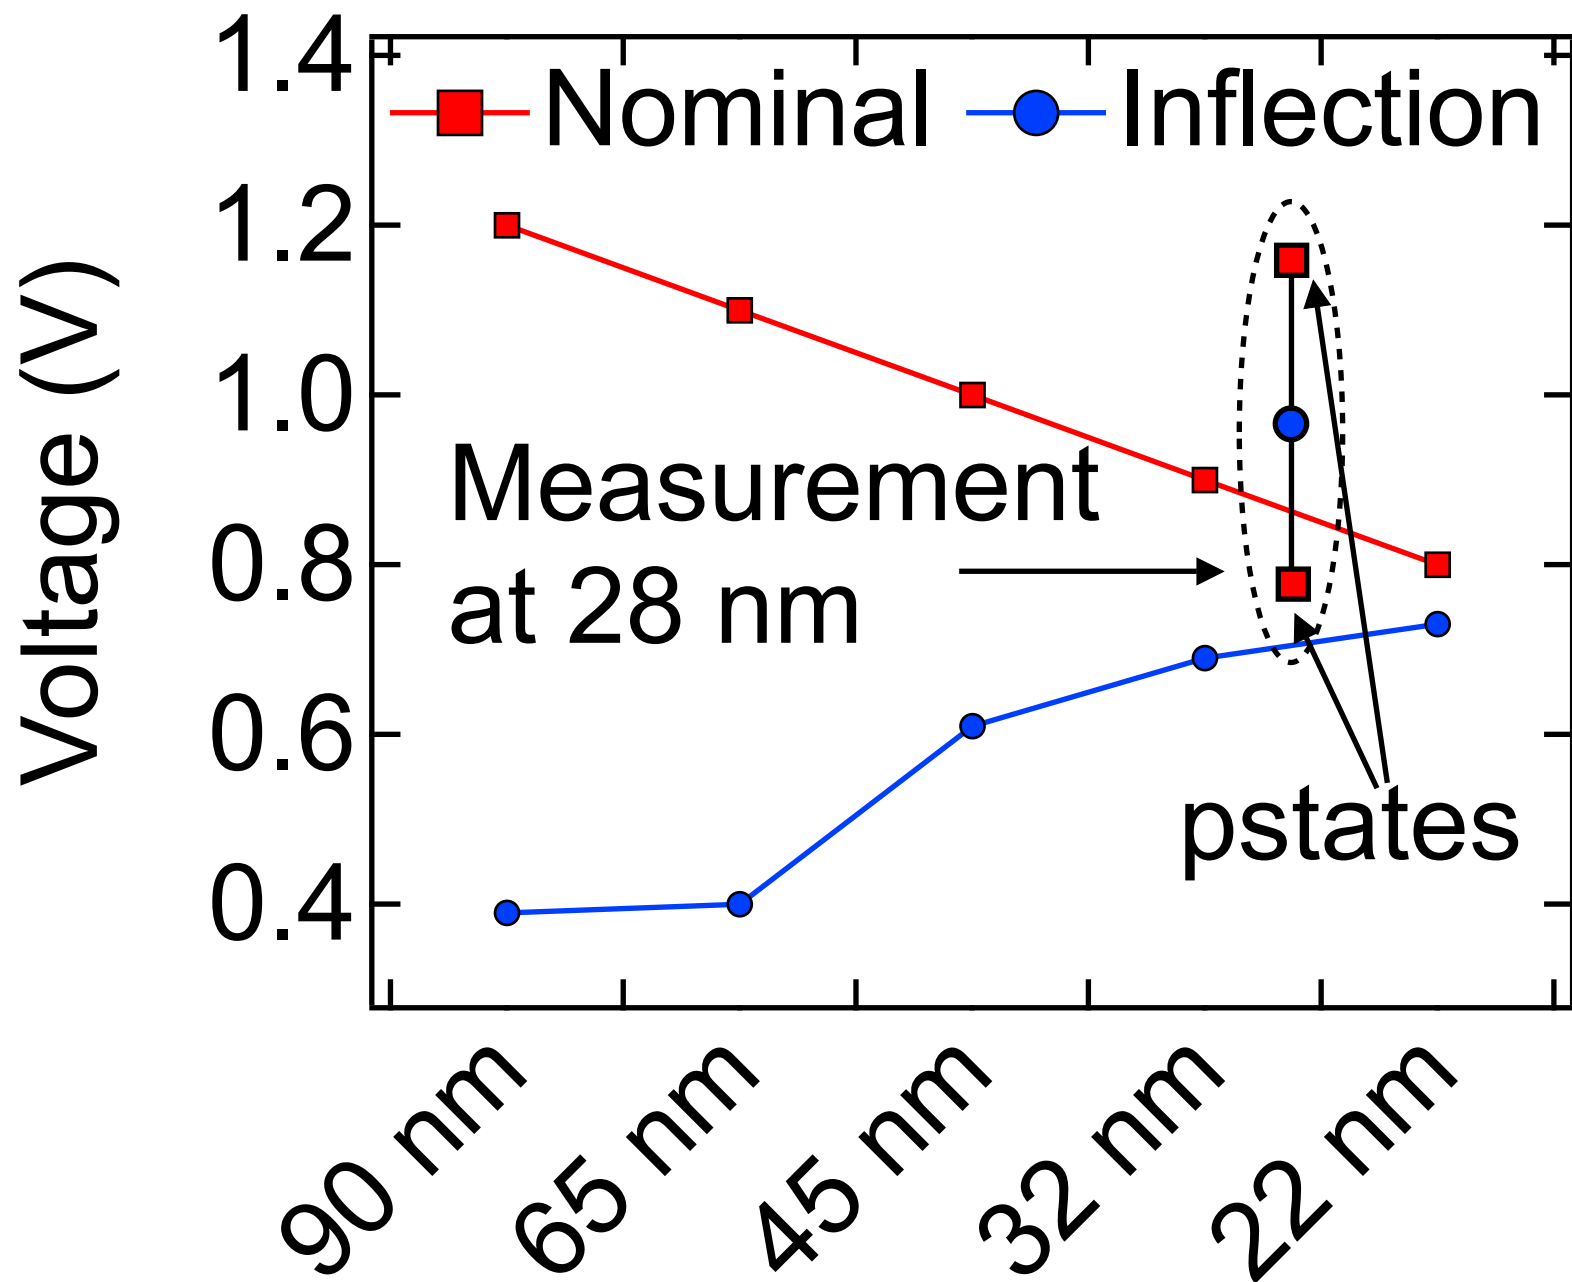 Voltage (V)
1.4
1.2
1.0
0.8
0.6
0.4
Nominal
Inflection
Measurement
at 28 nm
pstates
90 nm
65 nm
45 nm
32 nm
22 nm